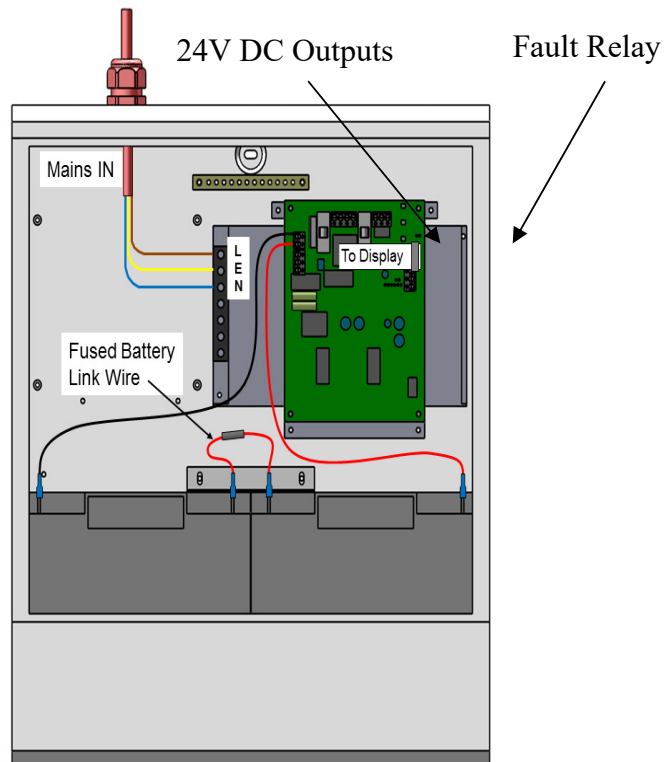 24V DC Outputs
Fault Relay
Mains IN
L
E
N
To Display
Fused Battery
Link Wire